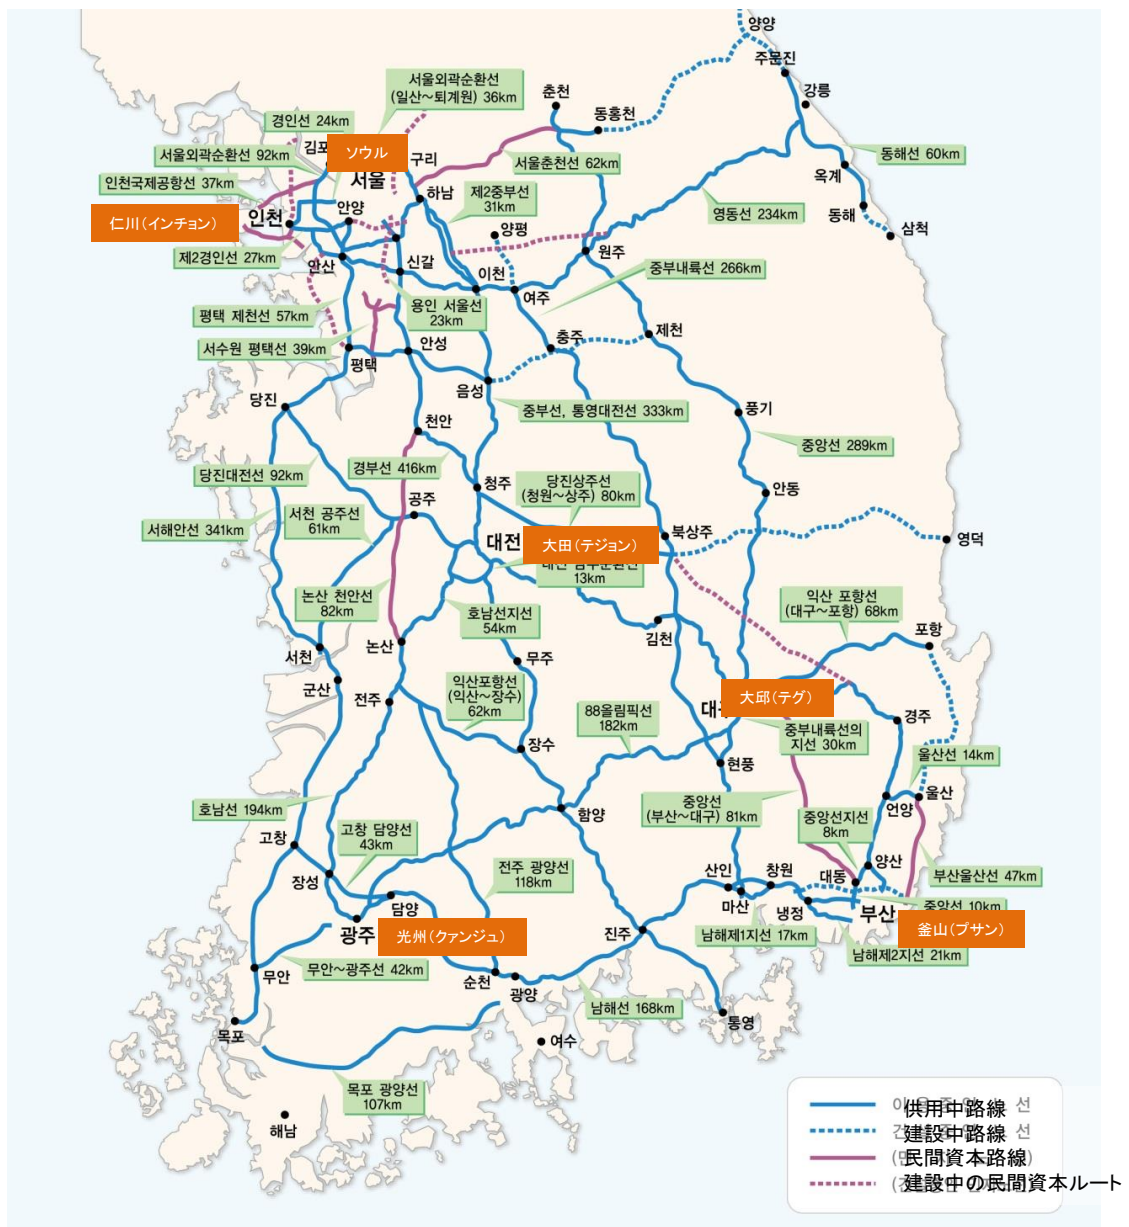 양양
주문진
강릉
서울외곽순환선
(일산～퇴계원) 36km
춘천
동홍천
경인선 24km
김포
ソウル
구리
서울외곽순환선 92km
서울
서울춘천선 62km
동해선 60km
옥계
인천국제공항선 37km
하남
제2중부선
31km
영동선 234km
동해
仁川（インチョン）
인천
안양
양평
삼척
제2경인선 27km
안산
신갈
이천
원주
중부내륙선 266km
여주
평택 제천선 57km
용인 서울선
23km
충주
제천
서수원 평택선 39km
안성
평택
음성
당진
중부선, 통영대전선 333km
풍기
천안
중앙선 289km
당진대전선 92km
경부선 416km
청주
당진상주선
(청원～상주) 80km
안동
서해안선 341km
서천 공주선
61km
공주
대전
大田（テジョン）
북상주
영덕
13km
논산 천안선
82km
호남선지선
54km
익산 포항선
(대구～포항) 68km
포항
서천
논산
무주
김천
군산
전주
익산포항선
(익산～장수)
62km
88올림픽선
182km
大邱（テグ）
중부내륙선의
지선 30km
경주
장수
현풍
울산선 14km
호남선 194km
중앙선
(부산～대구) 81km
언양
울산
함양
중앙선지선
8km
고창
고창 담양선
43km
장성
전주 광양선
118km
산인
창원
양산
대동
부산울산선 47km
담양
마산
냉정
부산
중앙선 10km
광주
光州（クァンジュ）
진주
남해제1지선 17km
釜山（プサン）
남해제2지선 21km
무안
무안～광주선 42km
순천
광양
남해선 168km
통영
목포
여수
목포 광양선
107km
해남
供用中路線
建設中路線
民間資本路線
建設中の民間資本ルート